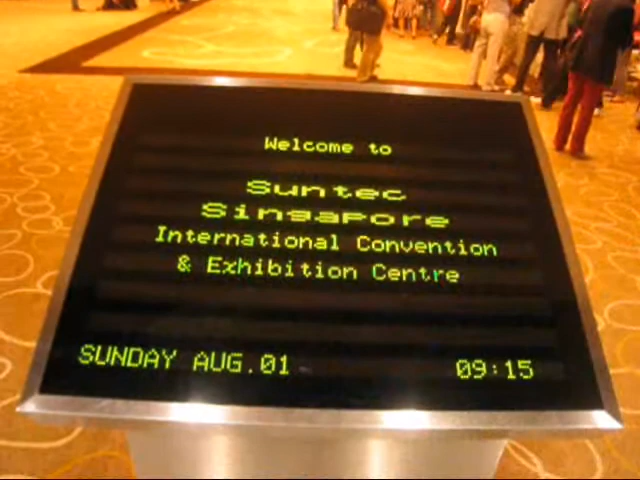 Welcome to
Suntec
Singapore
International Convention
& Exhibition Centre
SUNDAY AUG.01 09:15